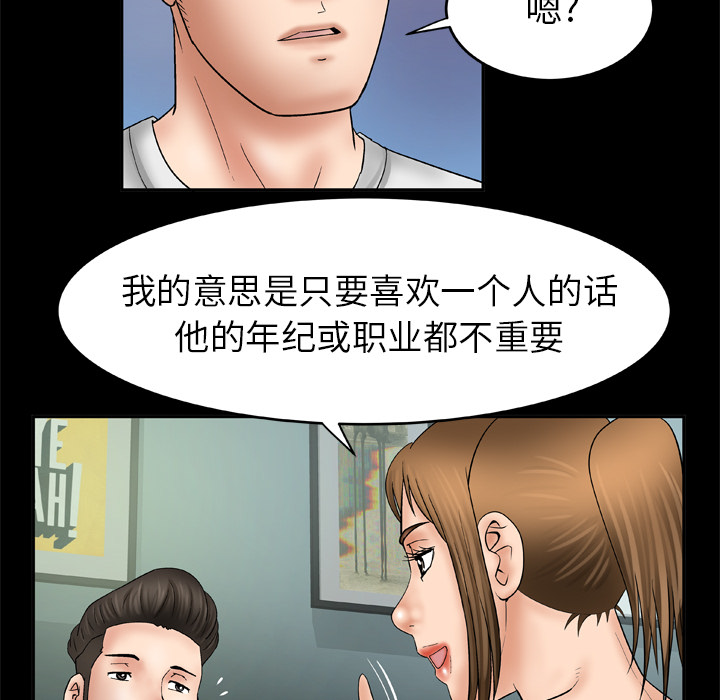 嗯?
我的意思是只要喜欢一个人的话
他的年纪或职业都不重要